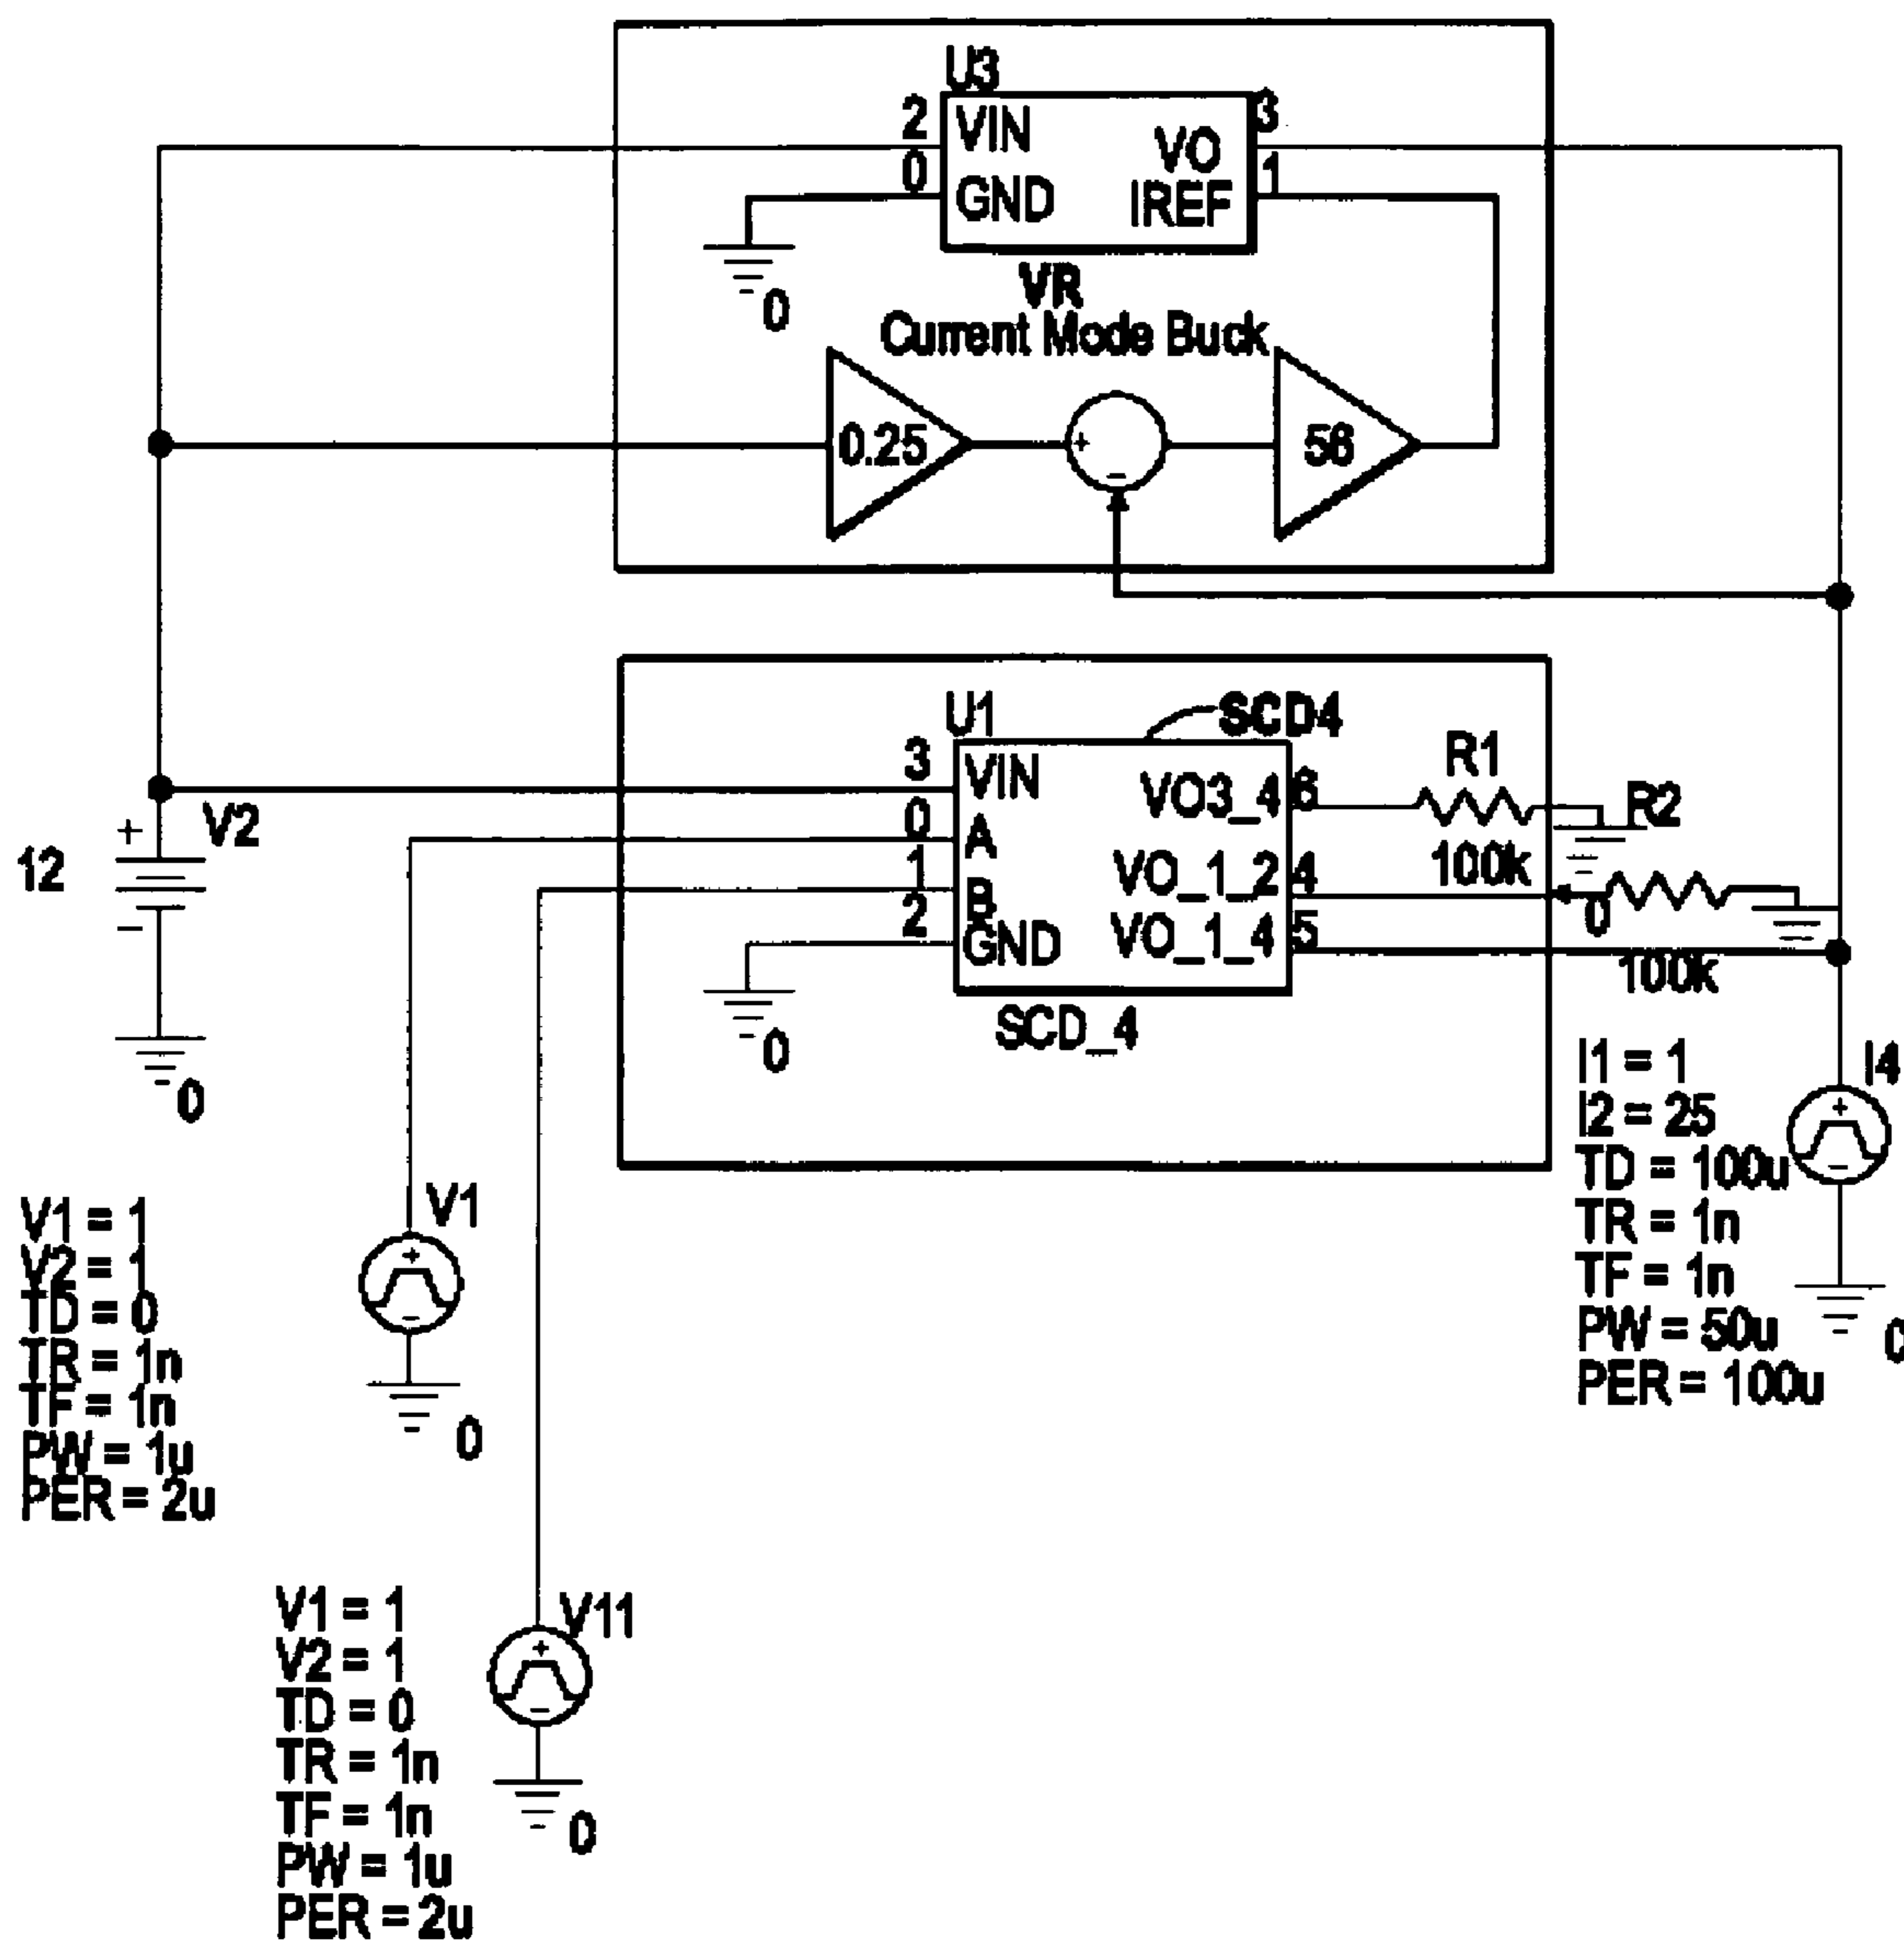 U3
2
VIN
VO
3
0
GND
IREF
1
0
VR
Current Mode Buck
0.25
+
-
56
U1
SCD4
3
VIN
VO3_4
6
R1
100k
R2
0
A
1
B
VO_1_2
4
2
GND
VO_1_4
5
0
100k
0
SCD_4
+
V2
12
-
0
I1 = 1
I2 = 25
TD = 100u
TR = 1n
TF = 1n
PW = 50u
PER = 100u
I4
+
-
0
V1
V1 = 1
V2 = 1
TD = 0
TR = 1n
TF = 1n
PW = 1u
PER = 2u
+
-
0
V11
V1 = 1
V2 = 1
TD = 0
TR = 1n
TF = 1n
PW = 1u
PER = 2u
+
-
0